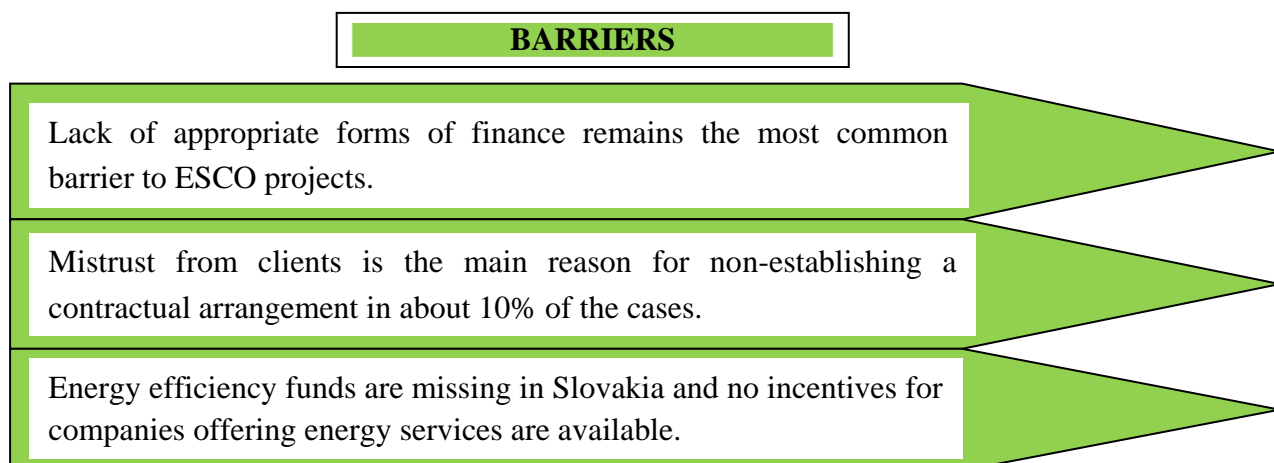 BARRIERS
Lack of appropriate forms of finance remains the most common
barrier to ESCO projects.
Mistrust from clients is the main reason for non-establishing a
contractual arrangement in about 10% of the cases.
Energy efficiency funds are missing in Slovakia and no incentives for
companies offering energy services are available.